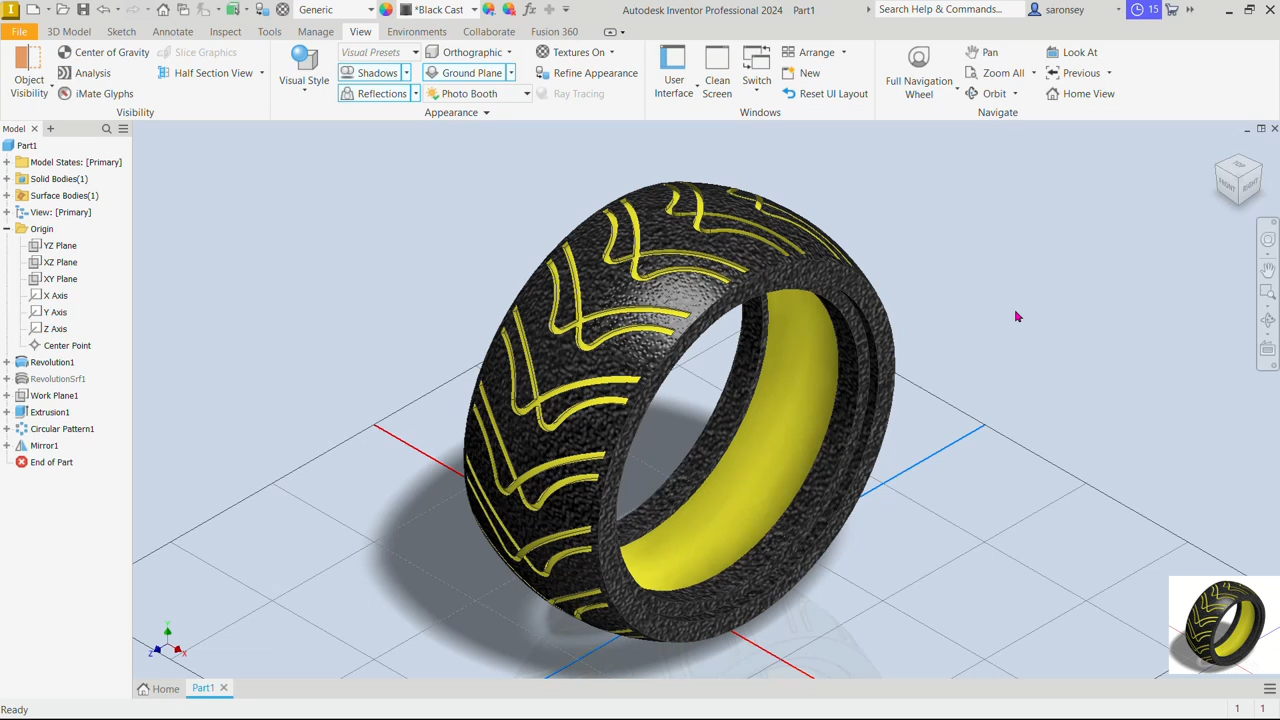 Generic
*Black Cast
fx
Autodesk Inventor Professional 2024 Part1
Search Help & Commands...
saronsey
15
File
3D Model
Sketch
Annotate
Inspect
Tools
Manage
View
Environments
Collaborate
Fusion 360
Object
Visibility
Center of Gravity
Analysis
iMate Glyphs
Slice Graphics
Half Section View
Visibility
Visual Style
Visual Presets
Shadows
Reflections
Orthographic
Ground Plane
Photo Booth
Textures On
Refine Appearance
Ray Tracing
Appearance
User
Interface
Clean
Screen
Switch
Arrange
New
Reset UI Layout
Windows
Full Navigation
Wheel
Pan
Zoom All
Orbit
Look At
Previous
Home View
Navigate
Model
Part1
Model States: [Primary]
Solid Bodies(1)
Surface Bodies(1)
View: [Primary]
Origin
YZ Plane
XZ Plane
XY Plane
X Axis
Y Axis
Z Axis
Center Point
Revolution1
RevolutionSrf1
Work Plane1
Extrusion1
Circular Pattern1
Mirror1
End of Part
TOP
FRONT
RIGHT
Y
Z
X
Home
Part1
Ready
1
1